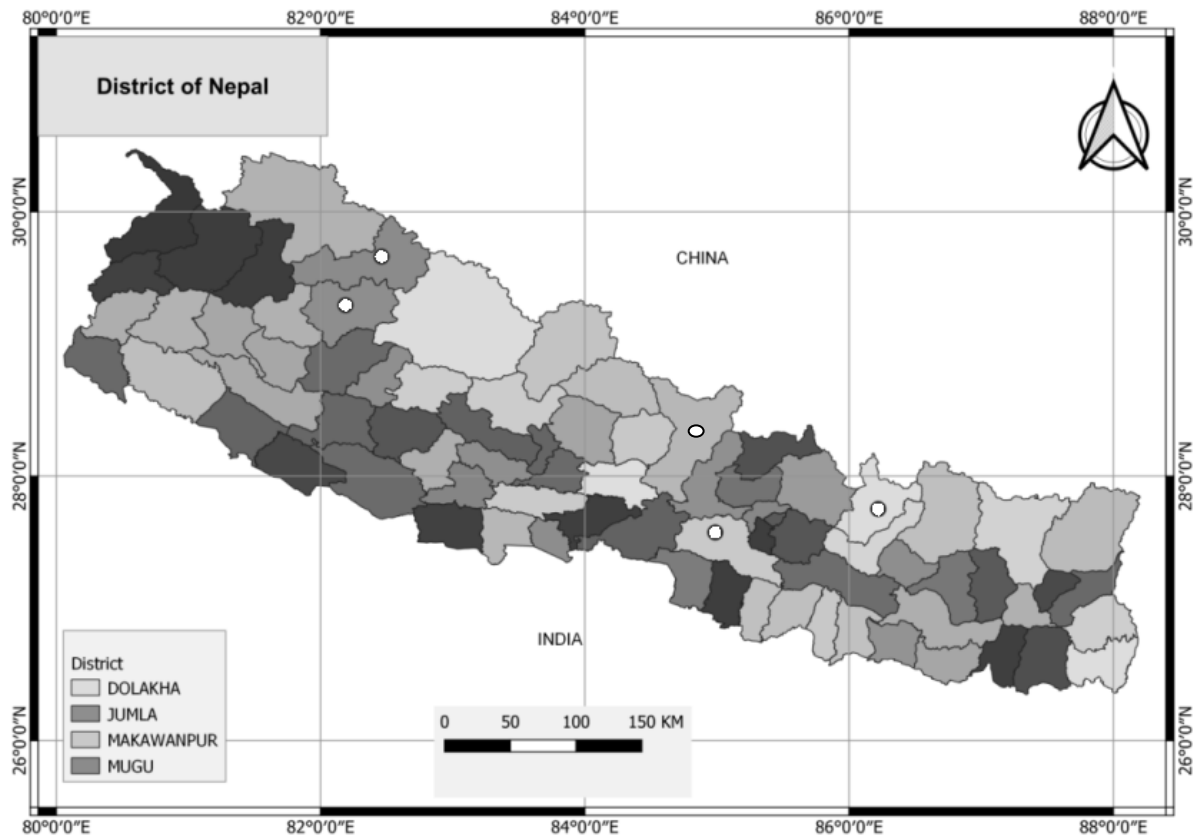 80°0'0"E 82°0'0"E 84°0'0"E 86°0'0"E 88°0'0"E
District of Nepal
30°0'0"N 30°0'0"N
CHINA
28°0'0"N 28°0'0"N
INDIA
District
DOLAKHA
JUMLA
MAKAWANPUR
MUGU
0 50 100 150 KM
26°0'0"N 26°0'0"N
80°0'0"E 82°0'0"E 84°0'0"E 86°0'0"E 88°0'0"E